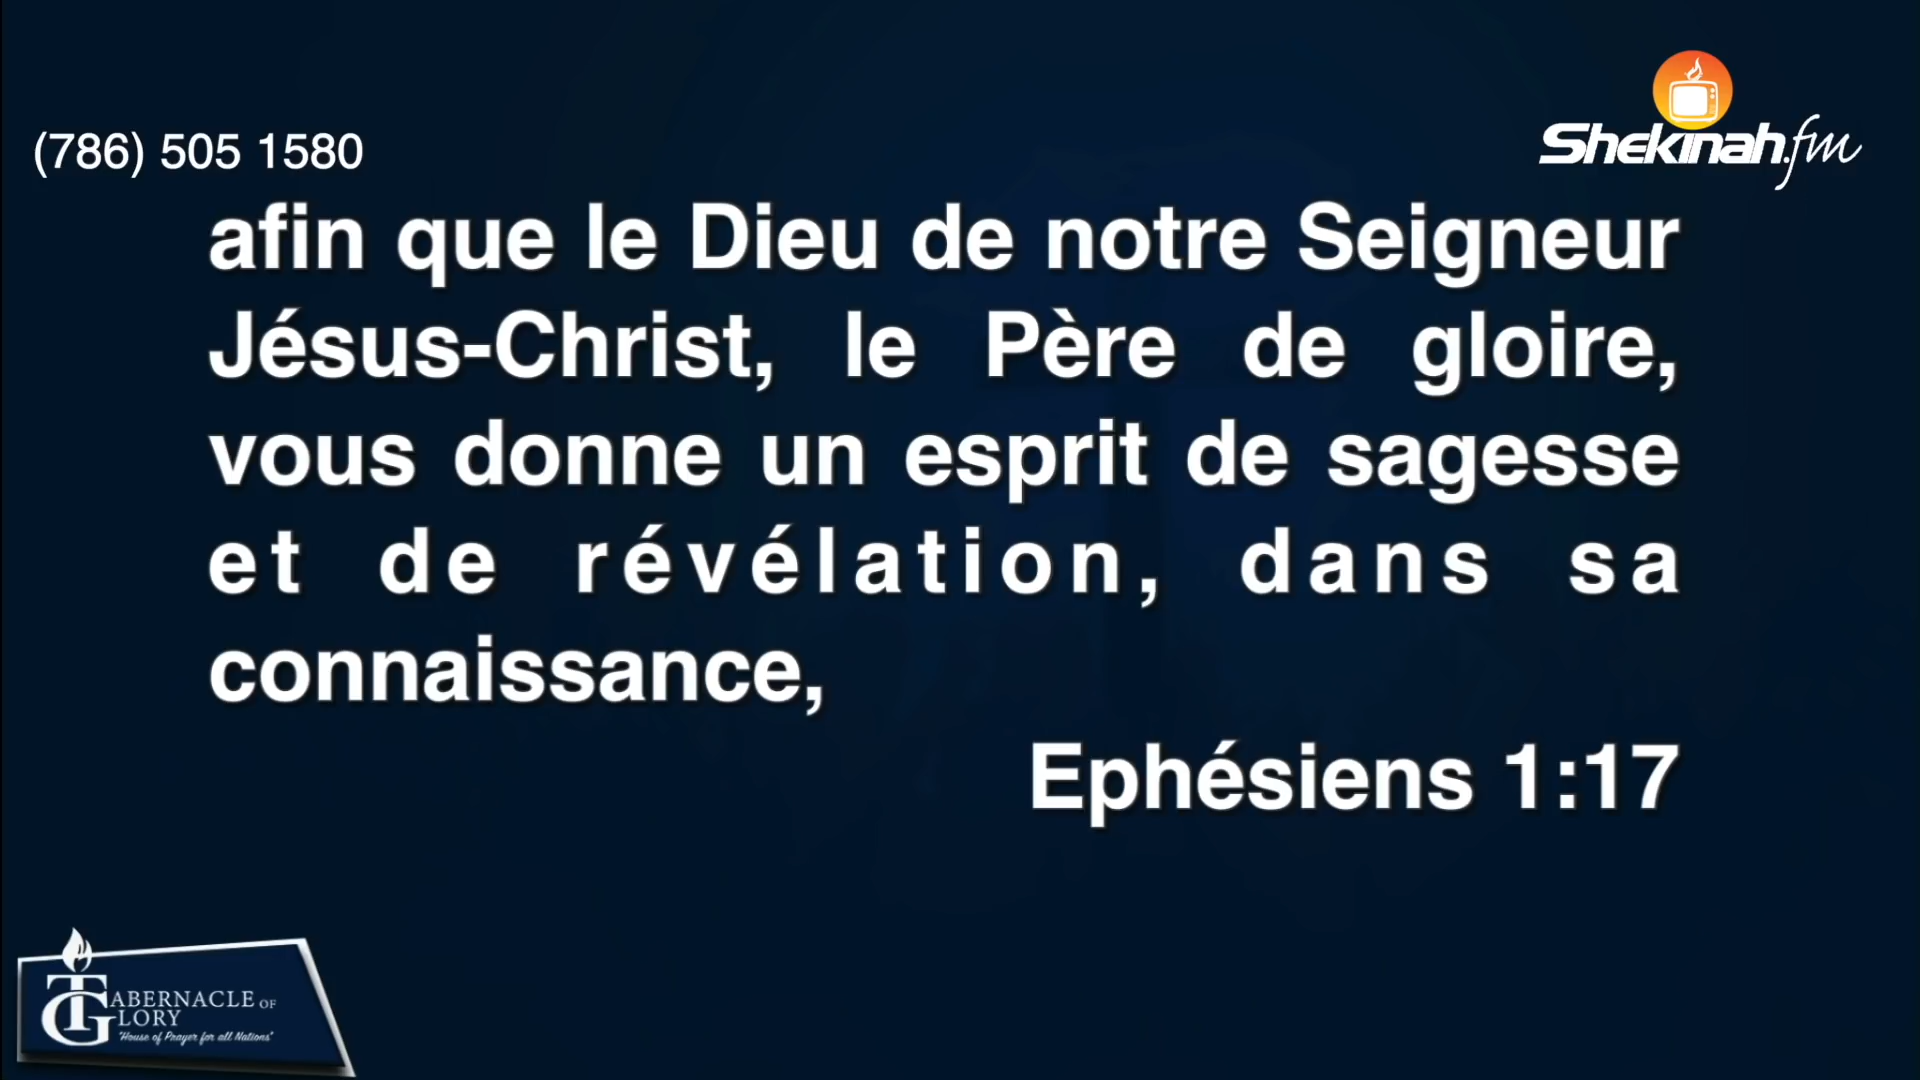 (786) 505 1580
Shekinah.fm
afin que le Dieu de notre Seigneur
Jésus-Christ, le Père de gloire,
vous donne un esprit de sagesse
et de révélation, dans sa
connaissance,
Ephésiens 1:17
TABERNACLE OF
GLORY
"House of Prayer for all Nations"